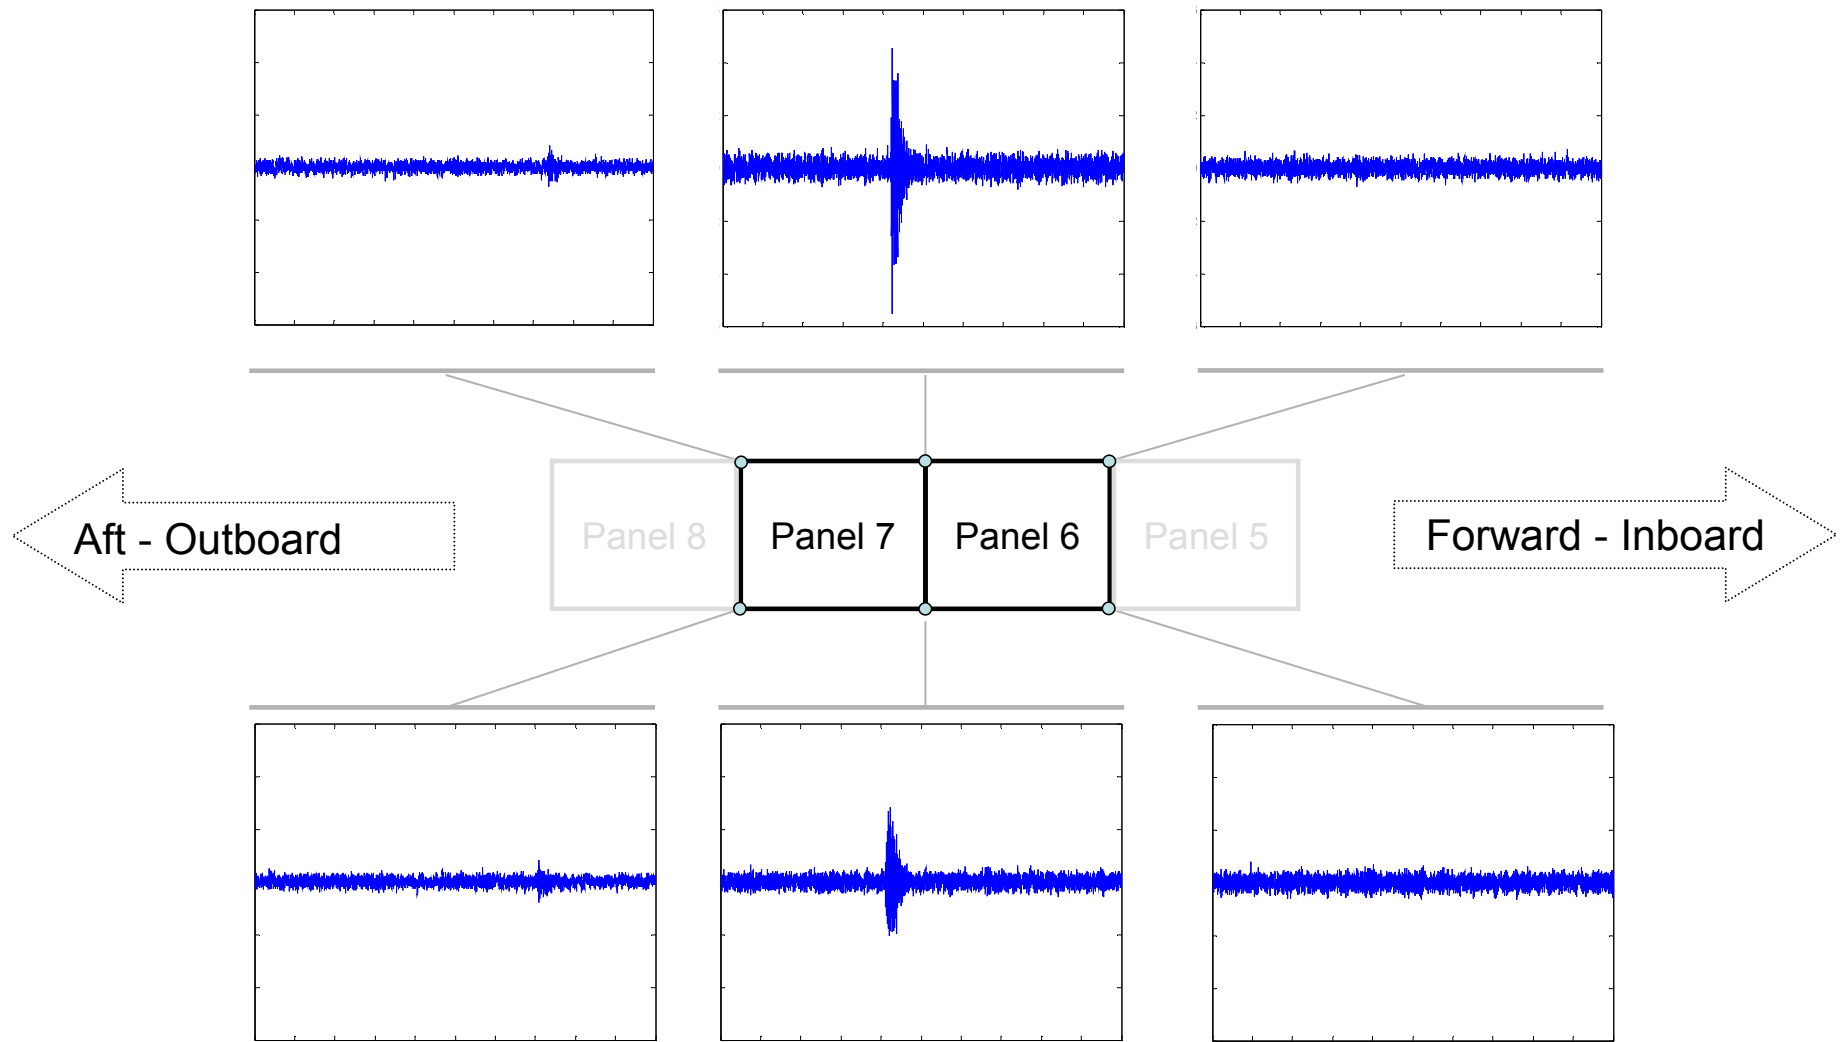 Aft - Outboard
Panel 8
Panel 7
Panel 6
Panel 5
Forward - Inboard